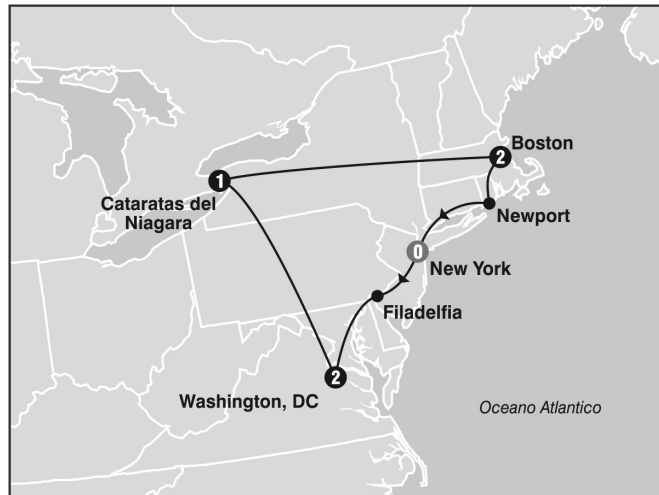 Boston
2
1
Cataratas del
Niagara
Newport
0
New York
Filadelfia
2
Washington, DC
Oceano Atlantico